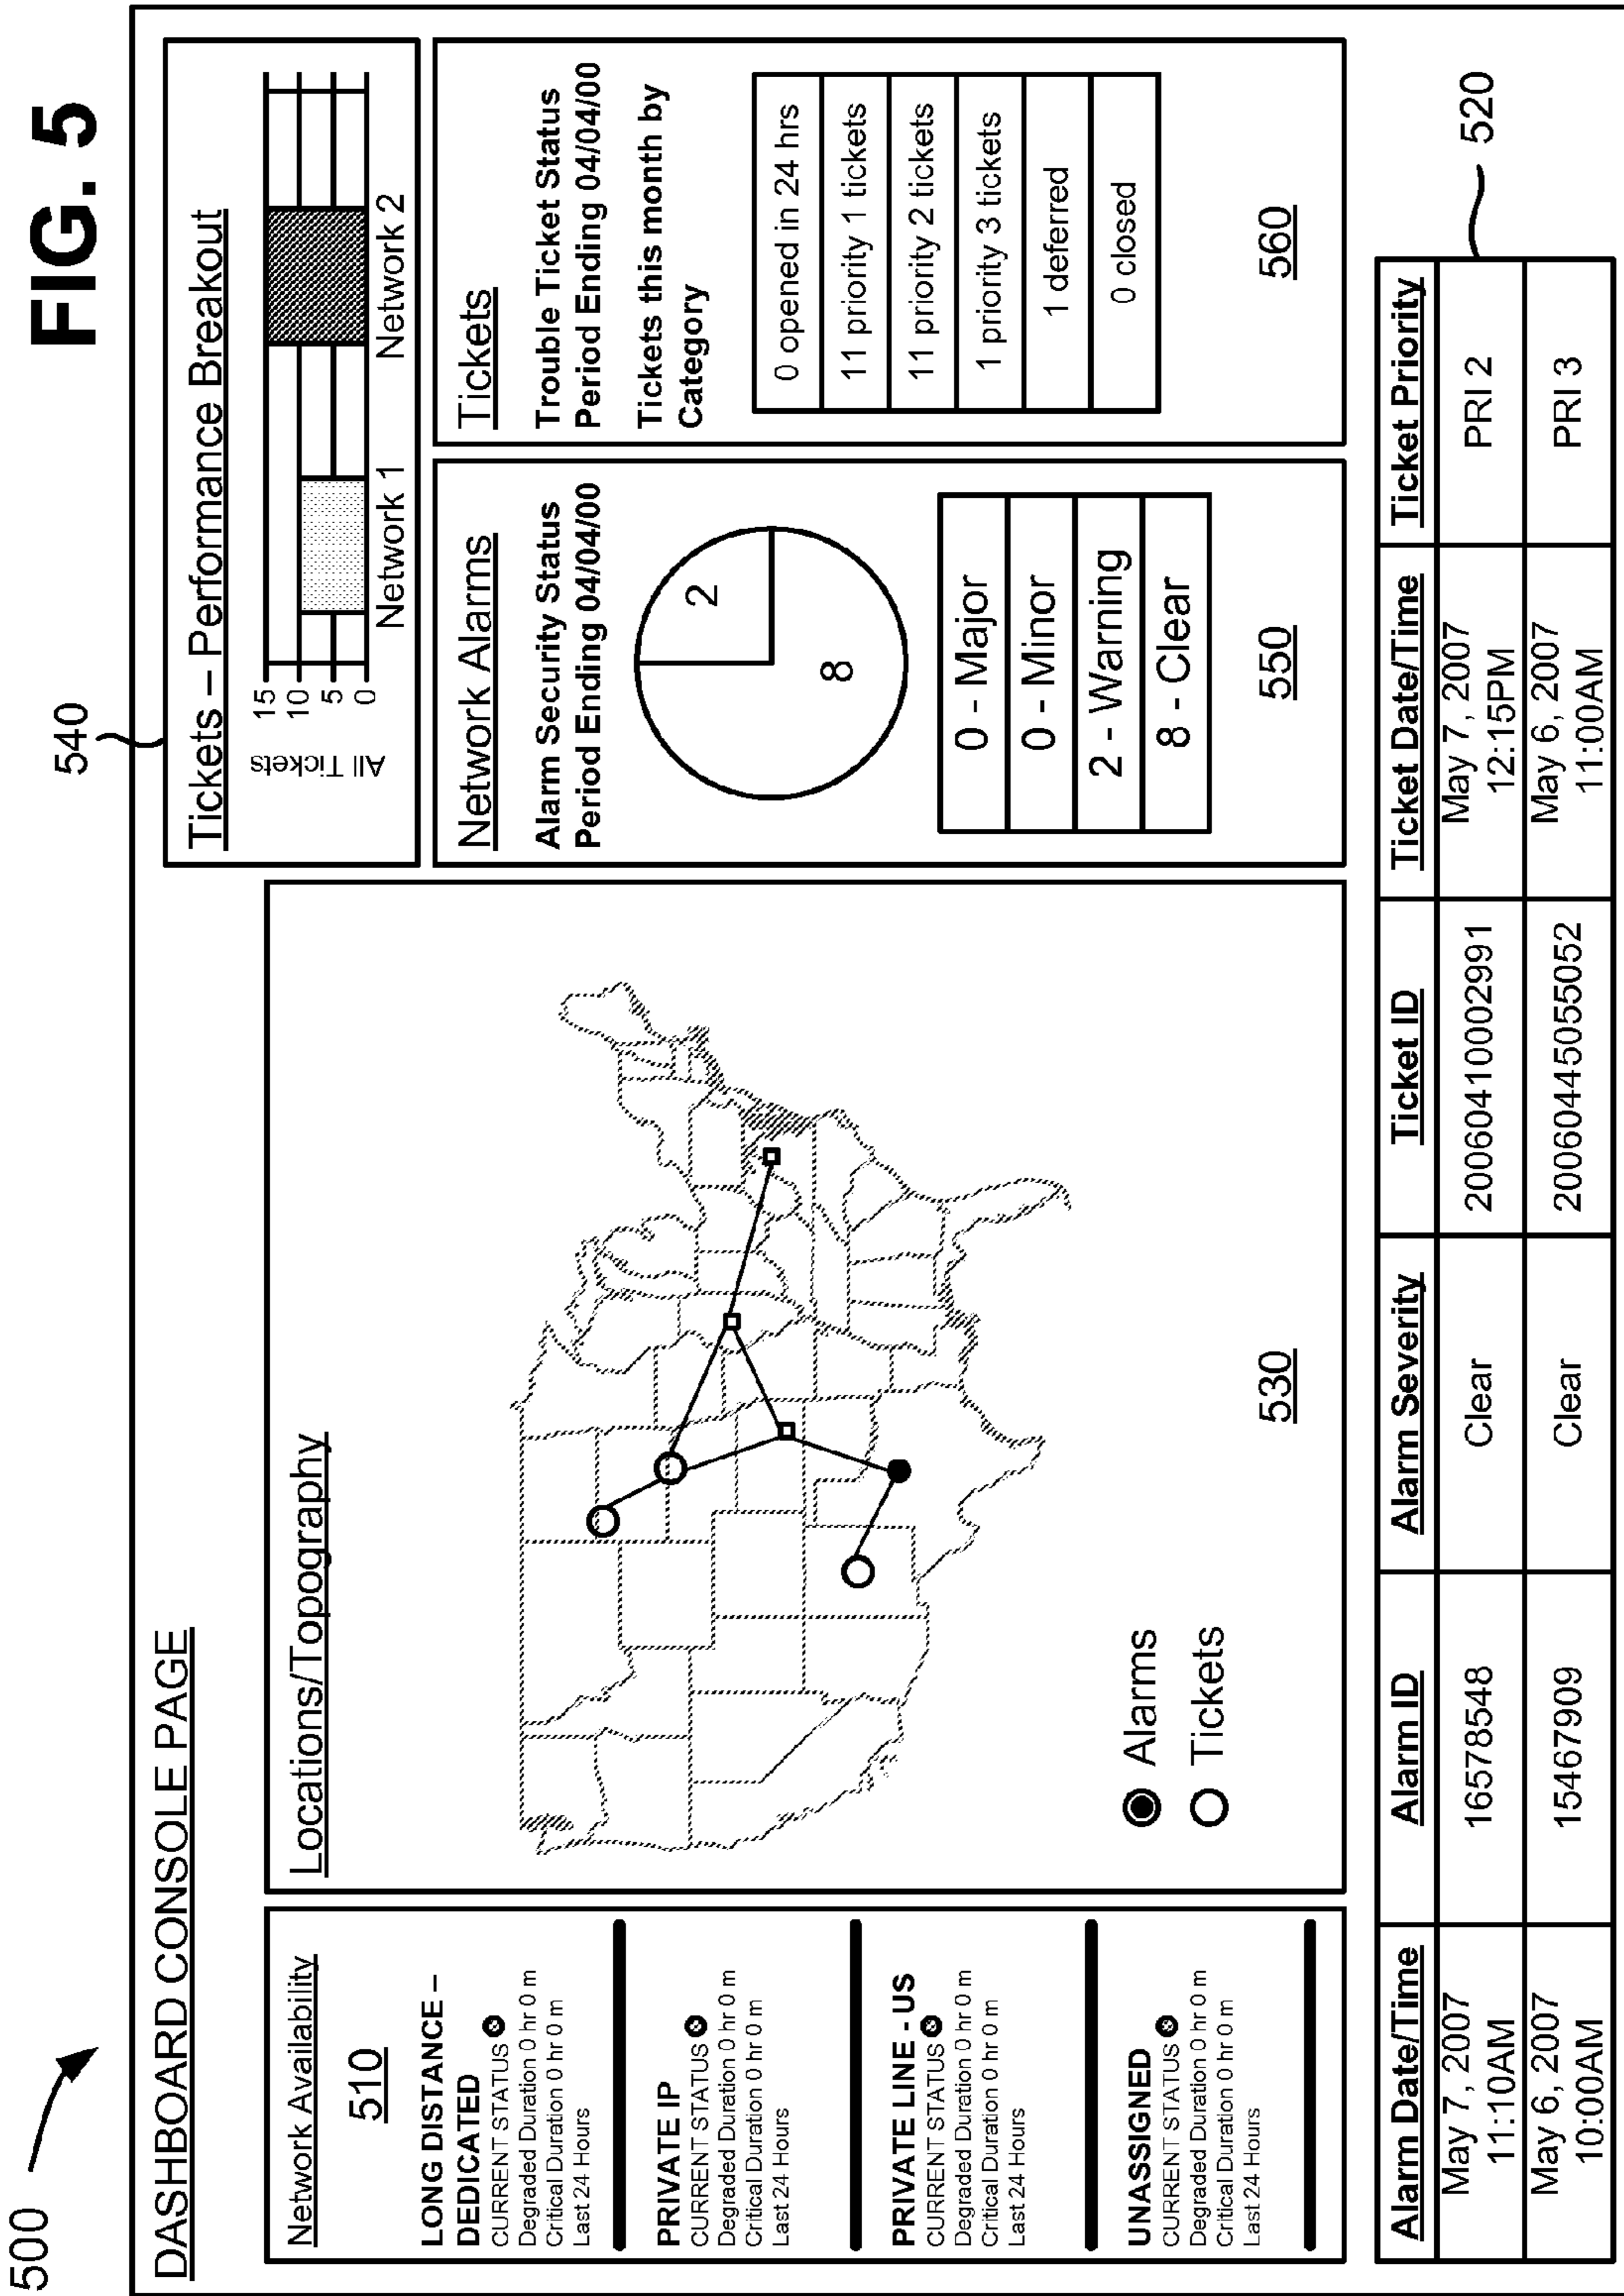 FIG. 5
500
DASHBOARD CONSOLE PAGE
Network Availability
510
LONG DISTANCE –
DEDICATED
CURRENT STATUS
Degraded Duration 0 hr 0 m
Critical Duration 0 hr 0 m
Last 24 Hours
PRIVATE IP
CURRENT STATUS
Degraded Duration 0 hr 0 m
Critical Duration 0 hr 0 m
Last 24 Hours
PRIVATE LINE - US
CURRENT STATUS
Degraded Duration 0 hr 0 m
Critical Duration 0 hr 0 m
Last 24 Hours
UNASSIGNED
CURRENT STATUS
Degraded Duration 0 hr 0 m
Critical Duration 0 hr 0 m
Last 24 Hours
Locations/Topography
Alarms
Tickets
530
540
Tickets – Performance Breakout
All Tickets
15
10
5
0
Network 1
Network 2
Network Alarms
Alarm Security Status
Period Ending 04/04/00
2
8
0 - Major
0 - Minor
2 - Warning
8 - Clear
550
Tickets
Trouble Ticket Status
Period Ending 04/04/00
Tickets this month by
Category
0 opened in 24 hrs
11 priority 1 tickets
11 priority 2 tickets
1 priority 3 tickets
1 deferred
0 closed
560
520
Alarm Date/Time Alarm ID Alarm Severity Ticket ID Ticket Date/Time Ticket Priority
May 7, 2007 11:10AM 16578548 Clear 2006041002991 May 7, 2007 12:15PM PRI 2
May 6, 2007 10:00AM 15467909 Clear 20060445055052 May 6, 2007 11:00AM PRI 3